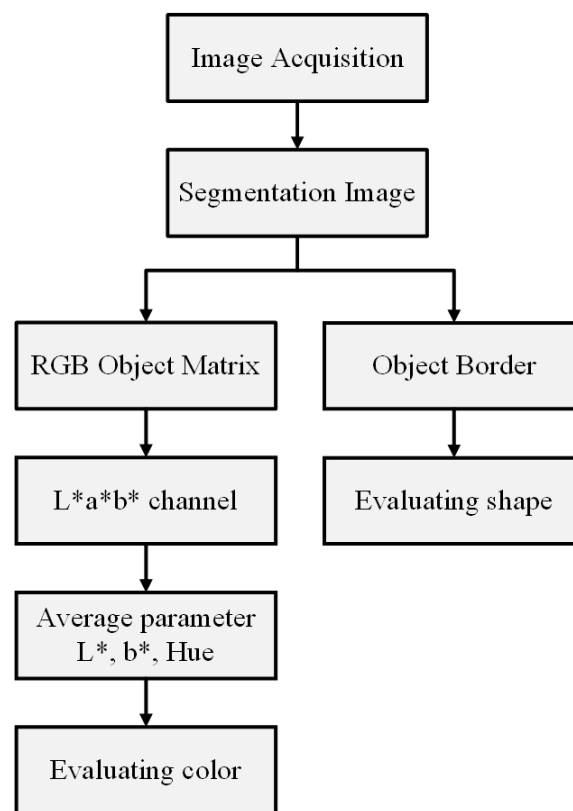 Image Acquisition
Segmentation Image
RGB Object Matrix
Object Border
L*a*b* channel
Evaluating shape
Average parameter
L*, b*, Hue
Evaluating color